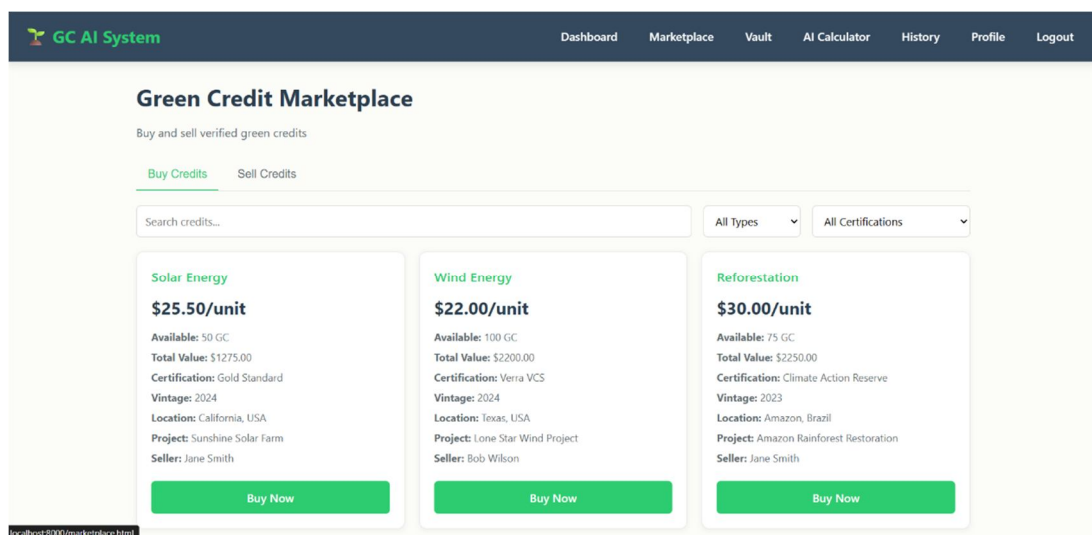 GC AI System
Dashboard Marketplace Vault AI Calculator History Profile Logout
Green Credit Marketplace
Buy and sell verified green credits
Buy Credits Sell Credits
Search credits... All Types All Certifications
Solar Energy
$25.50/unit
Available: 50 GC
Total Value: $1275.00
Certification: Gold Standard
Vintage: 2024
Location: California, USA
Project: Sunshine Solar Farm
Seller: Jane Smith
Buy Now
Wind Energy
$22.00/unit
Available: 100 GC
Total Value: $2200.00
Certification: Verra VCS
Vintage: 2024
Location: Texas, USA
Project: Lone Star Wind Project
Seller: Bob Wilson
Buy Now
Reforestation
$30.00/unit
Available: 75 GC
Total Value: $2250.00
Certification: Climate Action Reserve
Vintage: 2023
Location: Amazon, Brazil
Project: Amazon Rainforest Restoration
Seller: Jane Smith
Buy Now
localhost:8000/marketplace.html